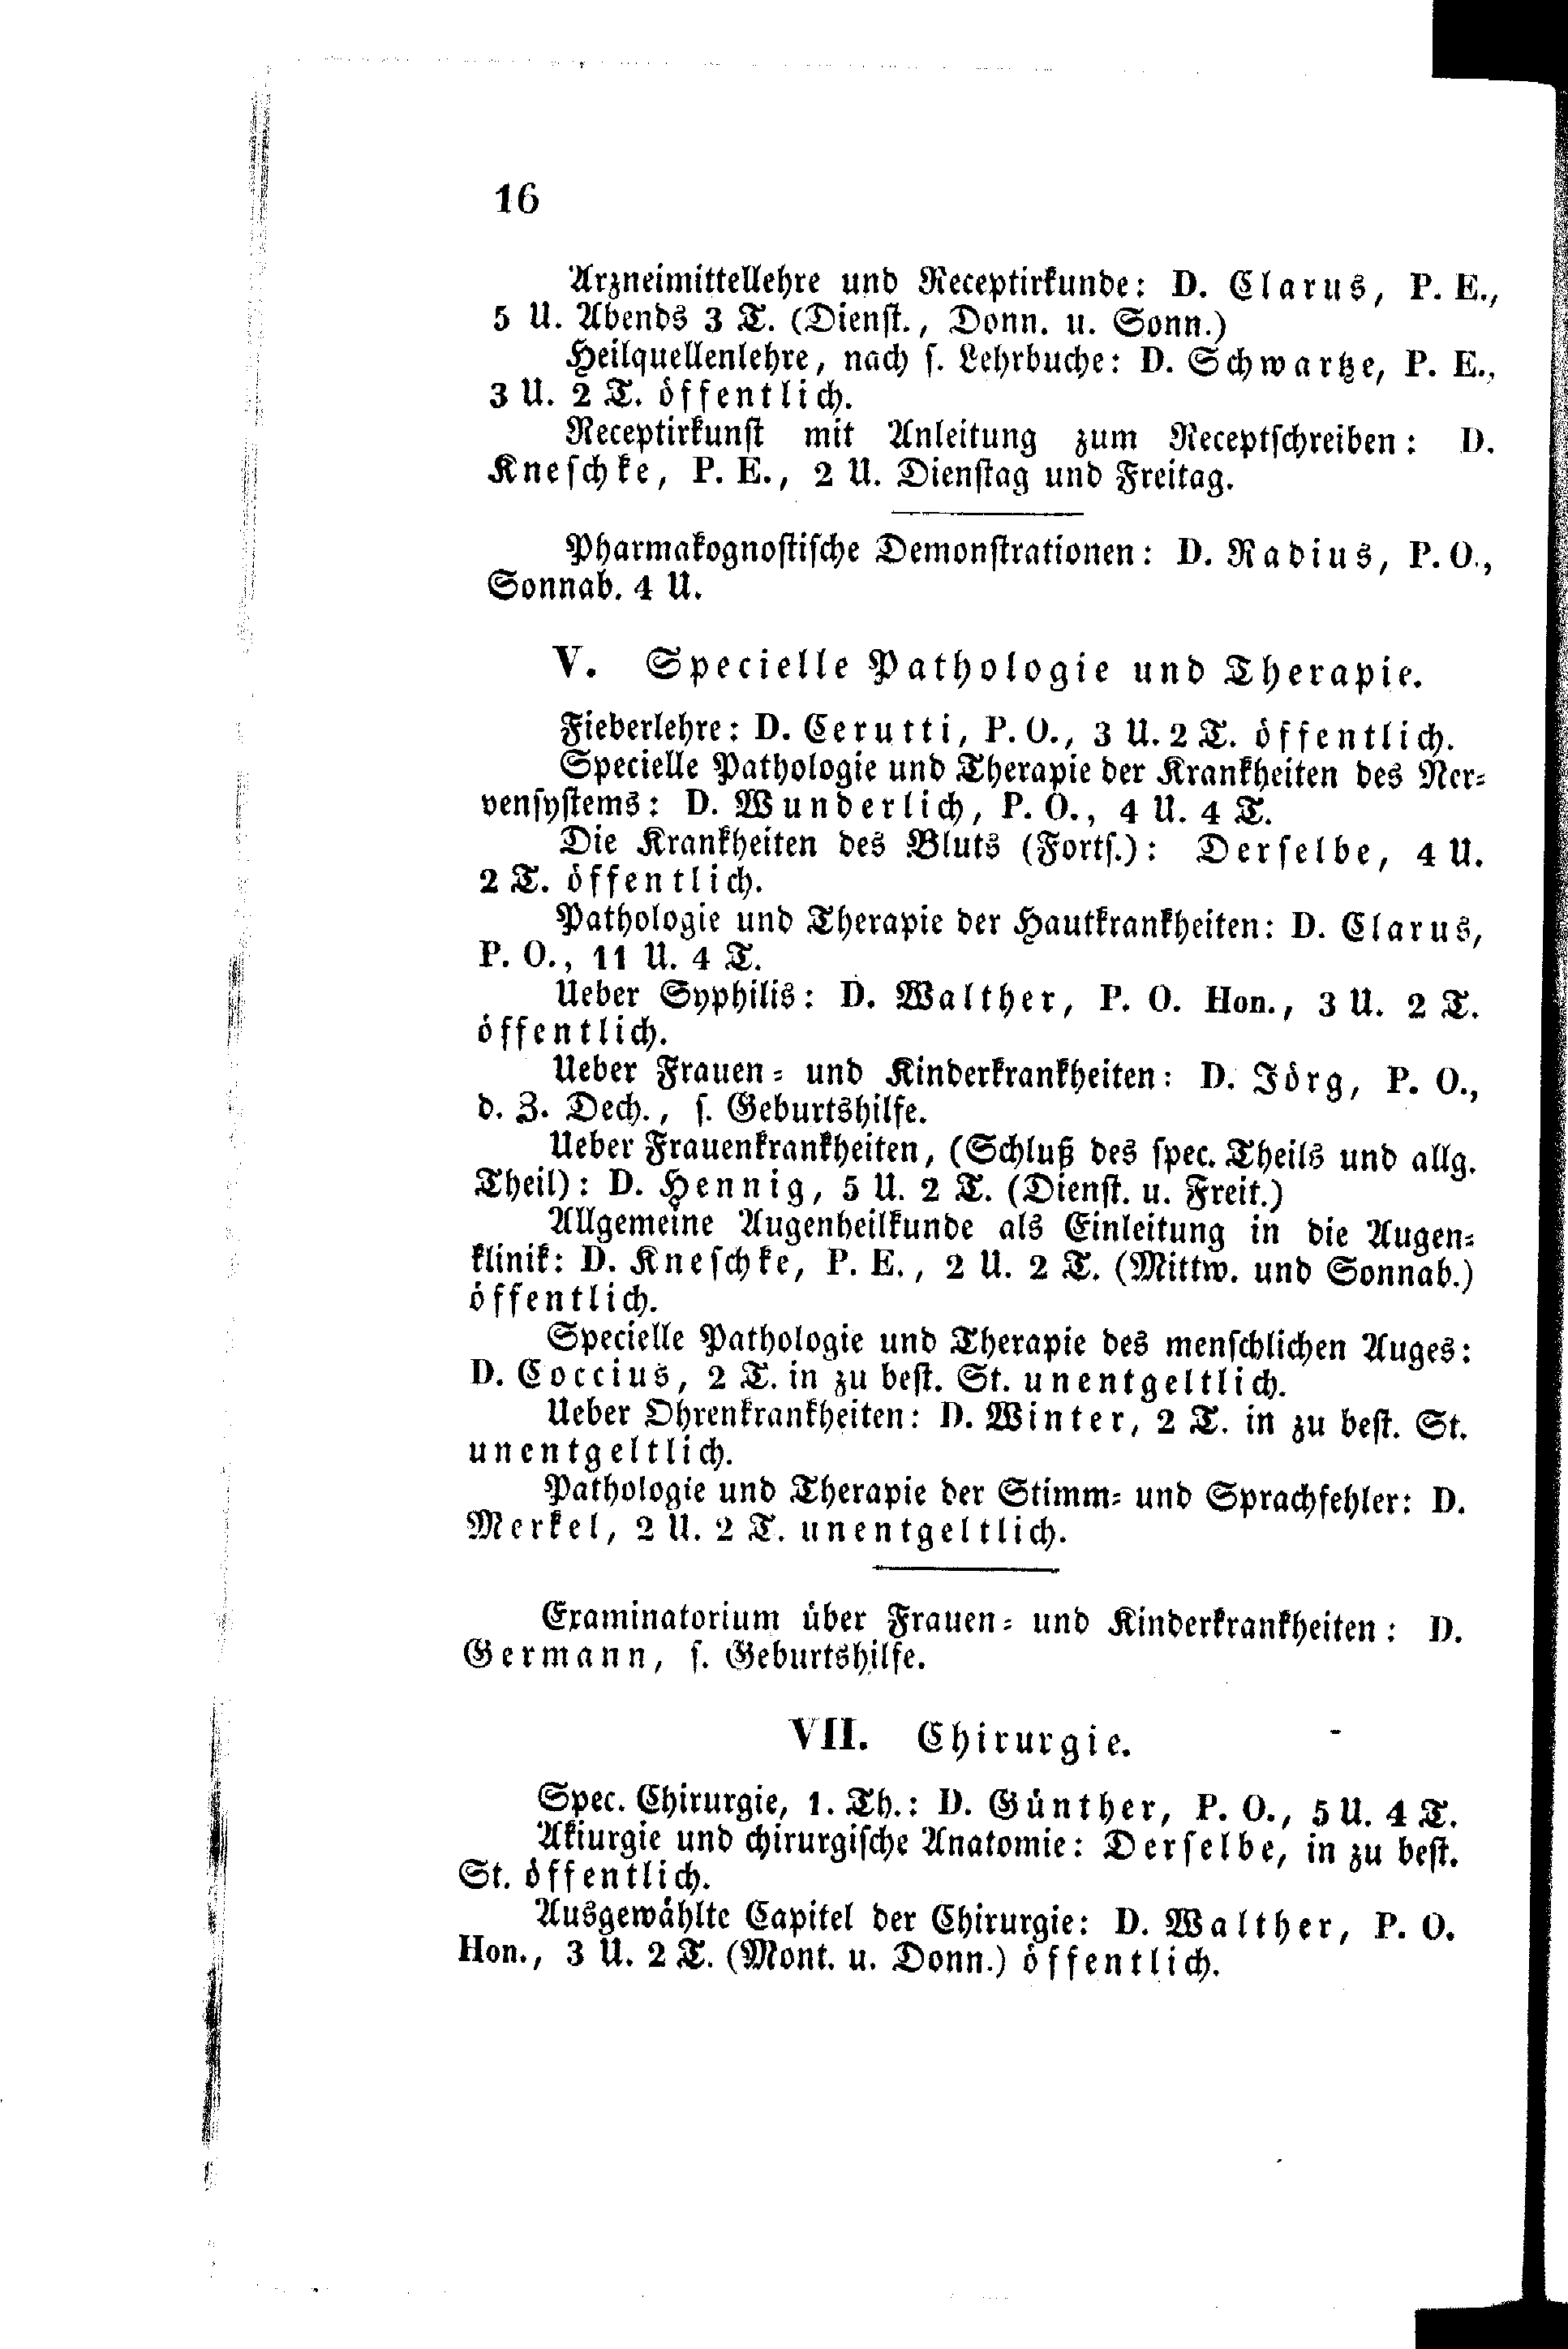 16
Arzneimittellehre und Receptirkunde: D. Clarus, P. E.,
5 U. Abends 3 T. (Dienst., Donn. u. Sonn.)
Heilquellenlehre, nach s. Lehrbuche: D. Schwartze, P. E.,
3 U. 2 T. öffentlich.
Receptirkunst mit Anleitung zum Receptschreiben: D.
Kneschke, P. E., 2 U. Dienstag und Freitag.
Pharmakognostische Demonstrationen: D. Radius, P. O.,
Sonnab. 4 U.
V. Specielle Pathologie und Therapie.
Fieberlehre: D. Cerutti, P. O., 3 U. 2 T. öffentlich.
Specielle Pathologie und Therapie der Krankheiten des Ner-
vensystems: D. Wunderlich, P. O., 4 U. 4 T.
Die Krankheiten des Bluts (Forts.): Derselbe, 4 U.
2 T. öffentlich.
Pathologie und Therapie der Hautkrankheiten: D. Clarus,
P. O., 11 U. 4 T.
Ueber Syphilis: D. Walther, P. O. Hon., 3 U. 2 T.
öffentlich.
Ueber Frauen- und Kinderkrankheiten: D. Jörg, P. O.,
d. Z. Dech., s. Geburtshilfe.
Ueber Frauenkrankheiten, (Schluß des spec. Theils und allg.
Theil): D. Hennig, 5 U. 2 T. (Dienst. u. Freit.)
Allgemeine Augenheilkunde als Einleitung in die Augen-
klinik: D. Kneschke, P. E., 2 U. 2 T. (Mittw. und Sonnab.)
öffentlich.
Specielle Pathologie und Therapie des menschlichen Auges:
D. Coccius, 2 T. in zu best. St. unentgeltlich.
Ueber Ohrenkrankheiten: D. Winter, 2 T. in zu best. St.
unentgeltlich.
Pathologie und Therapie der Stimm- und Sprachfehler: D.
Merkel, 2 U. 2 T. unentgeltlich.
Examinatorium über Frauen- und Kinderkrankheiten: D.
Germann, s. Geburtshilfe.
VII. Chirurgie.
Spec. Chirurgie, 1. Th.: D. Günther, P. O., 5 U. 4 T.
Akiurgie und chirurgische Anatomie: Derselbe, in zu best.
St. öffentlich.
Ausgewählte Capitel der Chirurgie: D. Walther, P. O.
Hon., 3 U. 2 T. (Mont. u. Donn.) öffentlich.